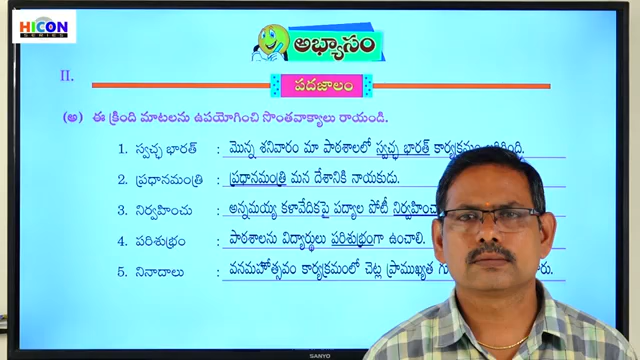 HICON
SERIES
అభ్యాసం
II.
పదజాలం
(అ) ఈ క్రింది మాటలను ఉపయోగించి సొంతవాక్యాలు రాయండి.
1. స్వచ్ఛ భారత్ : మొన్న శనివారం మా పాఠశాలలో స్వచ్ఛ భారత్ కార్యక్రమం జరిగింది.
2. ప్రధానమంత్రి : ప్రధానమంత్రి మన దేశానికి నాయకుడు.
3. నిర్వహించు : అన్నమయ్య కళావేదికపై పద్యాల పోటీ
4. పరిశుభ్రం : పాఠశాలను విద్యార్థులు పరిశుభ్రంగా ఉంచాలి.
5. నినాదాలు : వనమహోత్సవం కార్యక్రమంలో చెట్ల ప్రాముఖ్యత
SANYO